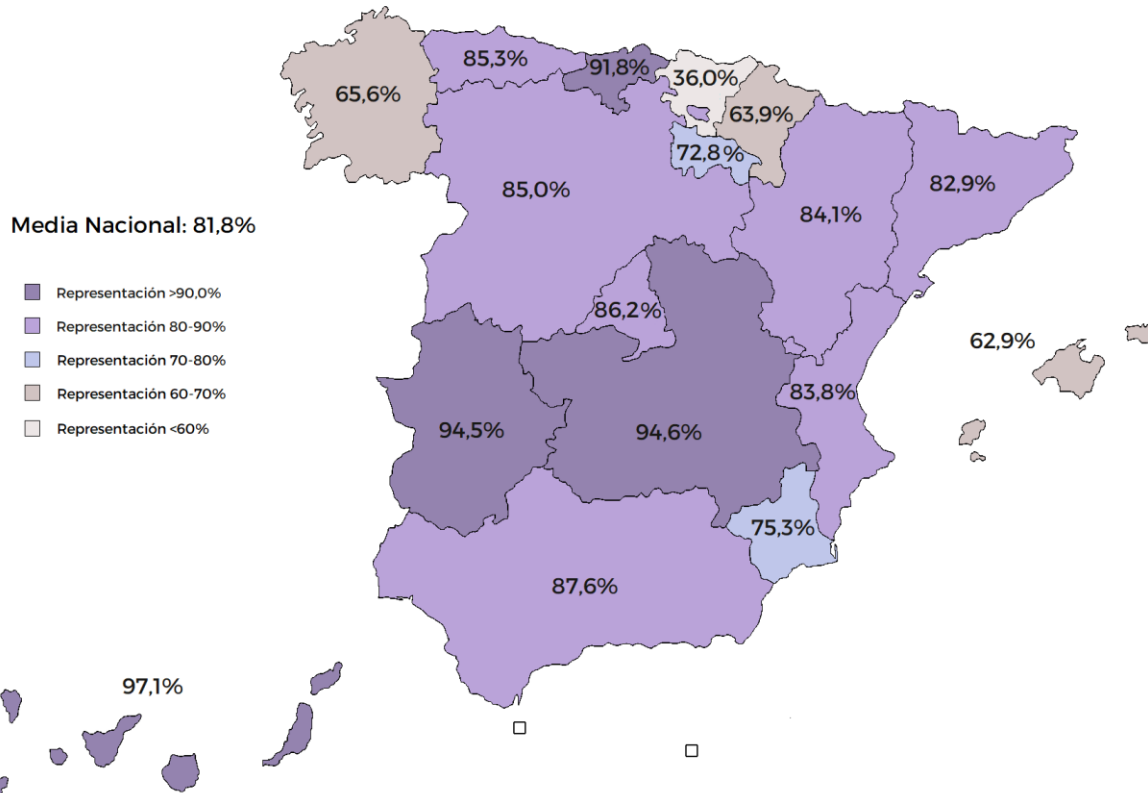 85,3%
91,8%
36,0%
65,6%
63,9%
72,8%
85,0%
82,9%
84,1%
Media Nacional: 81,8%
Representación >90,0%
Representación 80-90%
Representación 70-80%
Representación 60-70%
Representación <60%
86,2%
62,9%
83,8%
94,5%
94,6%
75,3%
87,6%
97,1%